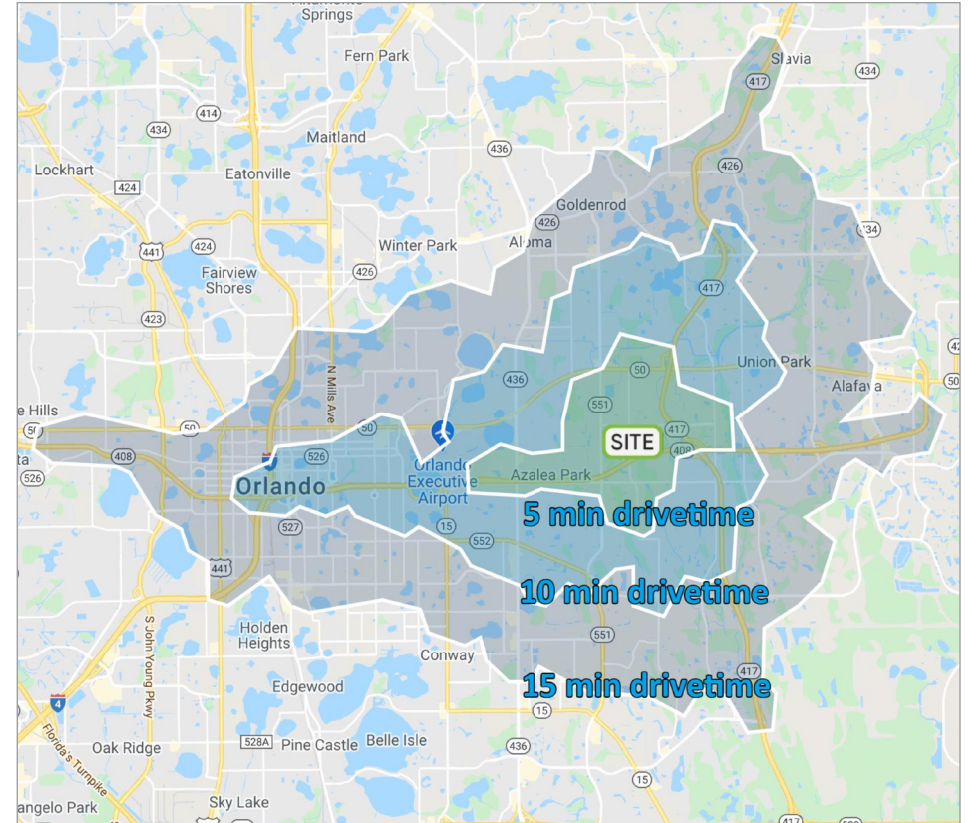 Altamonte
Springs
Fern Park
Slavia
417
434
414
434
Maitland
436
Lockhart
Eatonville
426
424
Goldenrod
426
Aloma
434
441
424
Winter Park
Fairview
Shores
426
417
423
N Mills Ave
50
Union Park
436
Alafaya
50
e Hills
551
50
50
50
417
SITE
408
408
526
Orlando
Executive
Airport
Azalea Park
526
Orlando
5 min drivetime
527
15
552
441
10 min drivetime
S John Young Pkwy
Holden
Heights
551
Conway
417
Edgewood
15 min drivetime
4
15
Florida's Turnpike
Oak Ridge
528A
Pine Castle
Belle Isle
436
15
angelo Park
Sky Lake
417